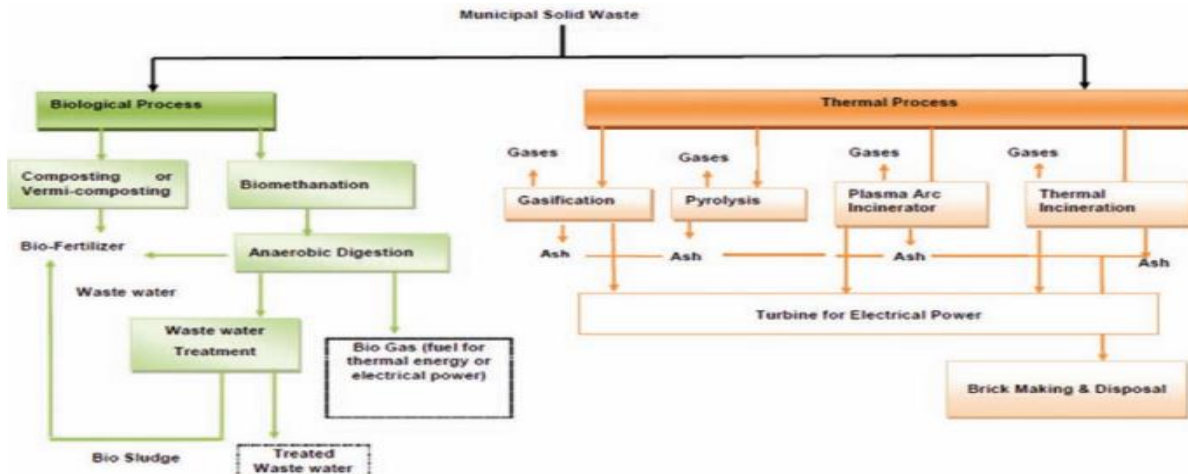 Municipal Solid Waste
Biological Process
Thermal Process
Composting or
Vermi-composting
Biomethanation
Gases
Gases
Gases
Gases
Gasification
Pyrolysis
Plasma Arc
Incinerator
Thermal
Incineration
Bio-Fertilizer
Anaerobic Digestion
Ash
Ash
Ash
Ash
Waste water
Waste water
Treatment
Bio Gas (fuel for
thermal energy or
electrical power)
Turbine for Electrical Power
Brick Making & Disposal
Bio Sludge
Treated
Waste water